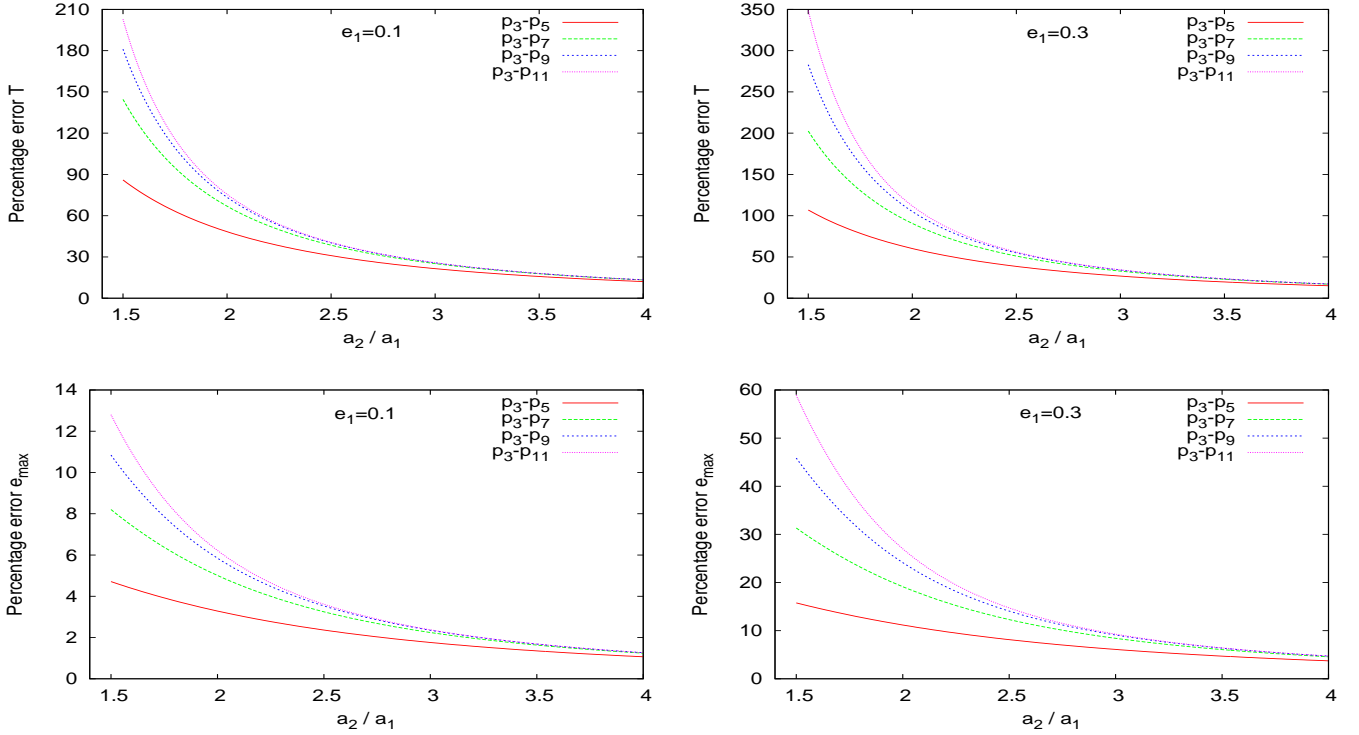 Percentage error T
210
180
150
120
90
60
30
0
e1=0.1
p3-p5
p3-p7
p3-p9
p3-p11
1.5 2 2.5 3 3.5 4
a2 / a1
Percentage error T
350
300
250
200
150
100
50
0
e1=0.3
p3-p5
p3-p7
p3-p9
p3-p11
1.5 2 2.5 3 3.5 4
a2 / a1
Percentage error emax
14
12
10
8
6
4
2
0
e1=0.1
p3-p5
p3-p7
p3-p9
p3-p11
1.5 2 2.5 3 3.5 4
a2 / a1
Percentage error emax
60
50
40
30
20
10
0
e1=0.3
p3-p5
p3-p7
p3-p9
p3-p11
1.5 2 2.5 3 3.5 4
a2 / a1